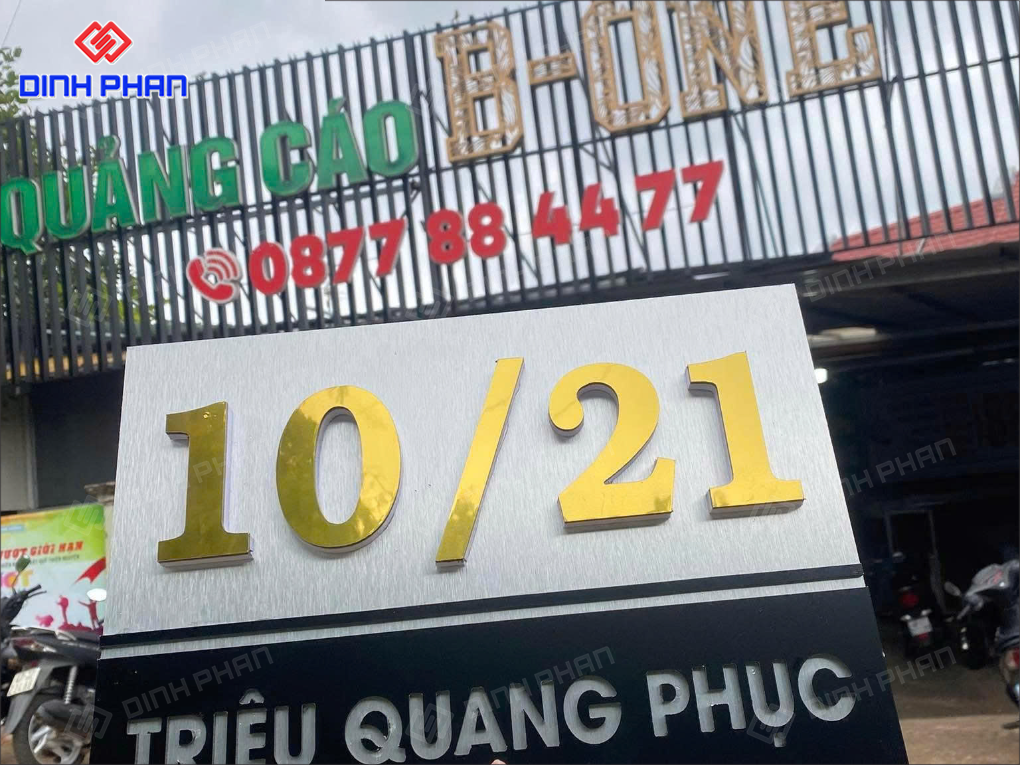 DINH PHAN
QUẢNG CÁO B-ONE
0877 88 44 77
10/21
TRIỆU QUANG PHỤC